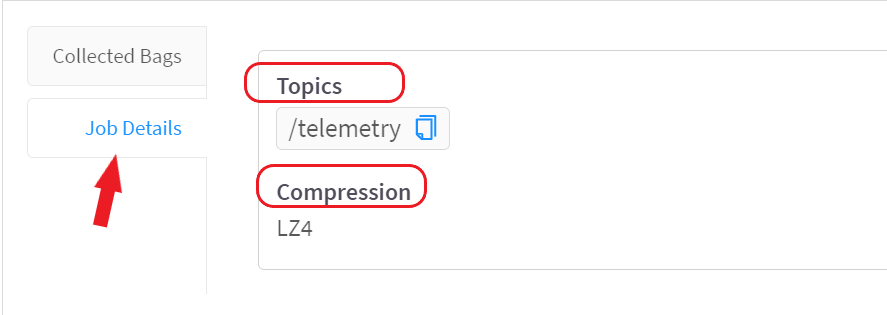 Collected Bags
Job Details
Topics
/telemetry
Compression
LZ4